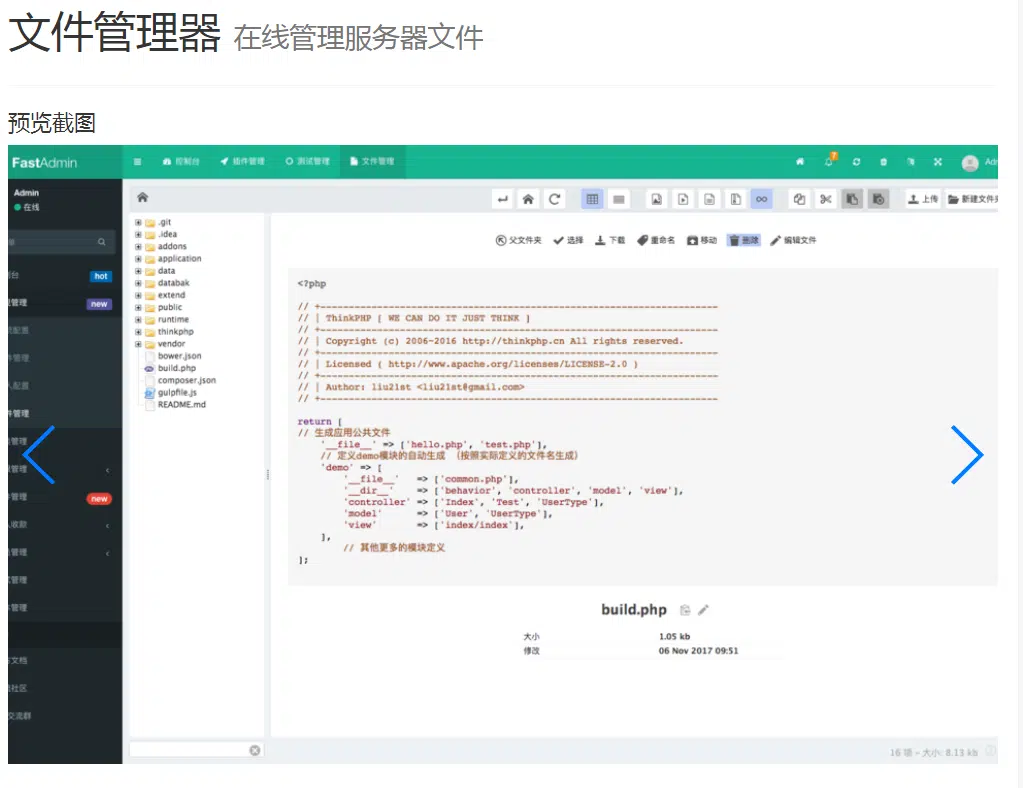 文件管理器 在线管理服务器文件
预览截图
FastAdmin 控制台 插件管理 测试管理 文件管理 Adm
Admin
在线
上传 新建文件夹
父文件夹 选择 下载 重命名 移动 删除 编辑文件
台 hot
管理 new
配置
管理
配置
件管理
管理
管理
管理 new
收款
管理
管理
管理
文档
社区
交流群
.git
.idea
addons
application
data
databak
extend
public
runtime
thinkphp
vendor
bower.json
build.php
composer.json
gulpfile.js
README.md
<?php
// +----------------------------------------------------------------------
// | ThinkPHP [ WE CAN DO IT JUST THINK ]
// +----------------------------------------------------------------------
// | Copyright (c) 2006-2016 http://thinkphp.cn All rights reserved.
// +----------------------------------------------------------------------
// | Licensed ( http://www.apache.org/licenses/LICENSE-2.0 )
// +----------------------------------------------------------------------
// | Author: liu21st <liu21st@gmail.com>
// +----------------------------------------------------------------------
return [
// 生成应用公共文件
'__file__' => ['hello.php', 'test.php'],
// 定义demo模块的自动生成 （按照实际定义的文件名生成）
'demo' => [
'__file__' => ['common.php'],
'__dir__' => ['behavior', 'controller', 'model', 'view'],
'controller' => ['Index', 'Test', 'UserType'],
'model' => ['User', 'UserType'],
'view' => ['index/index'],
],
// 其他更多的模块定义
];
build.php
大小 1.05 kb
修改 06 Nov 2017 09:51
16 项 - 大小: 8.13 kb